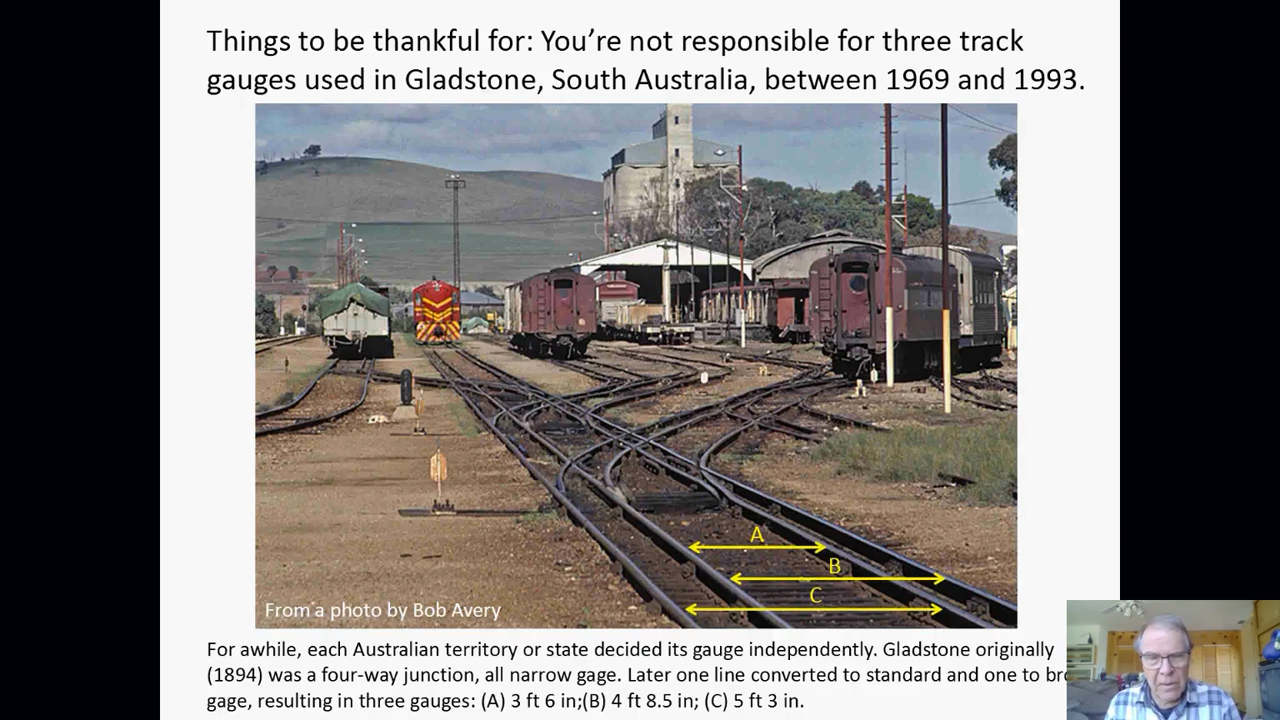 Things to be thankful for: You’re not responsible for three track
gauges used in Gladstone, South Australia, between 1969 and 1993.
A
B
C
From a photo by Bob Avery
For awhile, each Australian territory or state decided its gauge independently. Gladstone originally
(1894) was a four-way junction, all narrow gage. Later one line converted to standard and one to
gage, resulting in three gauges: (A) 3 ft 6 in;(B) 4 ft 8.5 in; (C) 5 ft 3 in.